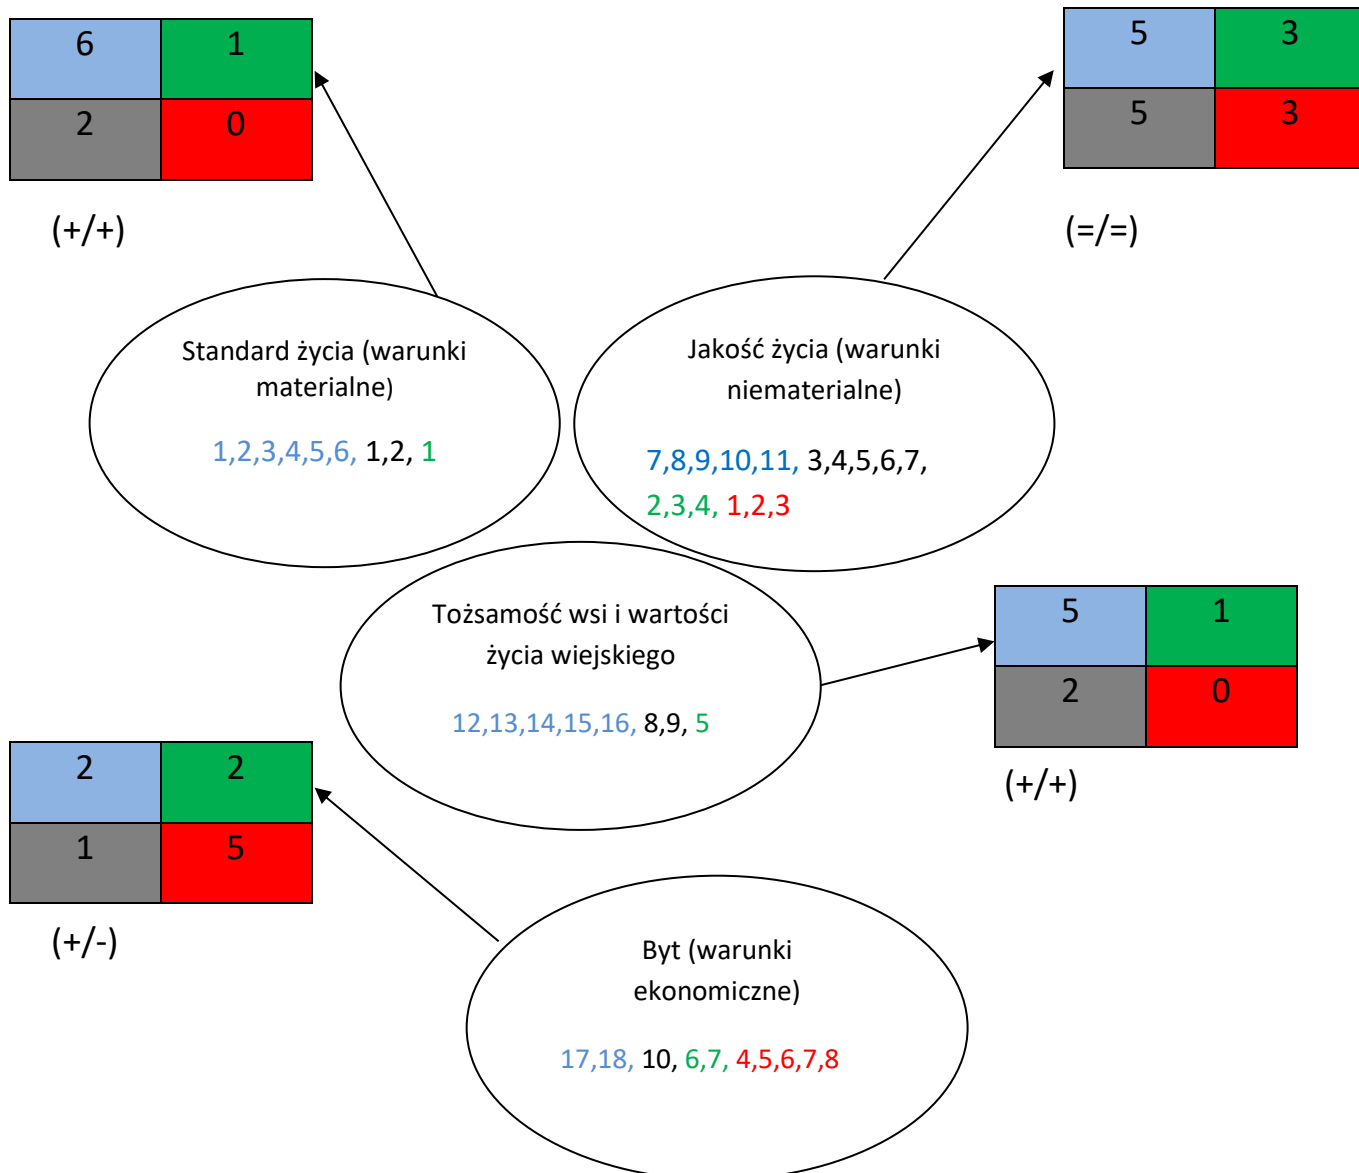 6 1
2 0
(+/+)
5 3
5 3
(=/=)
Standard życia (warunki
materialne)
1,2,3,4,5,6, 1,2, 1
Jakość życia (warunki
niematerialne)
7,8,9,10,11, 3,4,5,6,7,
2,3,4, 1,2,3
Tożsamość wsi i wartości
życia wiejskiego
12,13,14,15,16, 8,9, 5
5 1
2 0
(+/+)
2 2
1 5
(+/-)
Byt (warunki
ekonomiczne)
17,18, 10, 6,7, 4,5,6,7,8